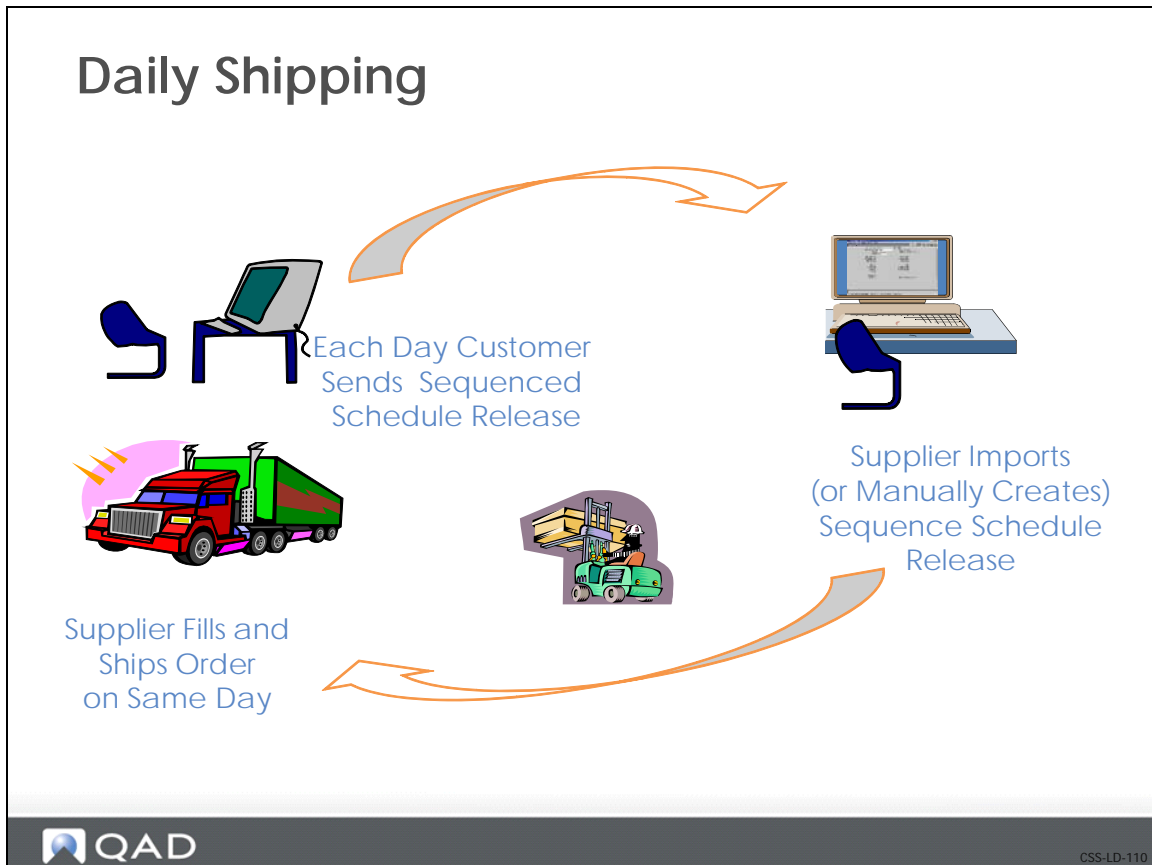 Daily Shipping
Each Day Customer
Sends Sequenced
Schedule Release
Supplier Imports
(or Manually Creates)
Sequence Schedule
Release
Supplier Fills and
Ships Order
on Same Day
QAD
CSS-LD-110